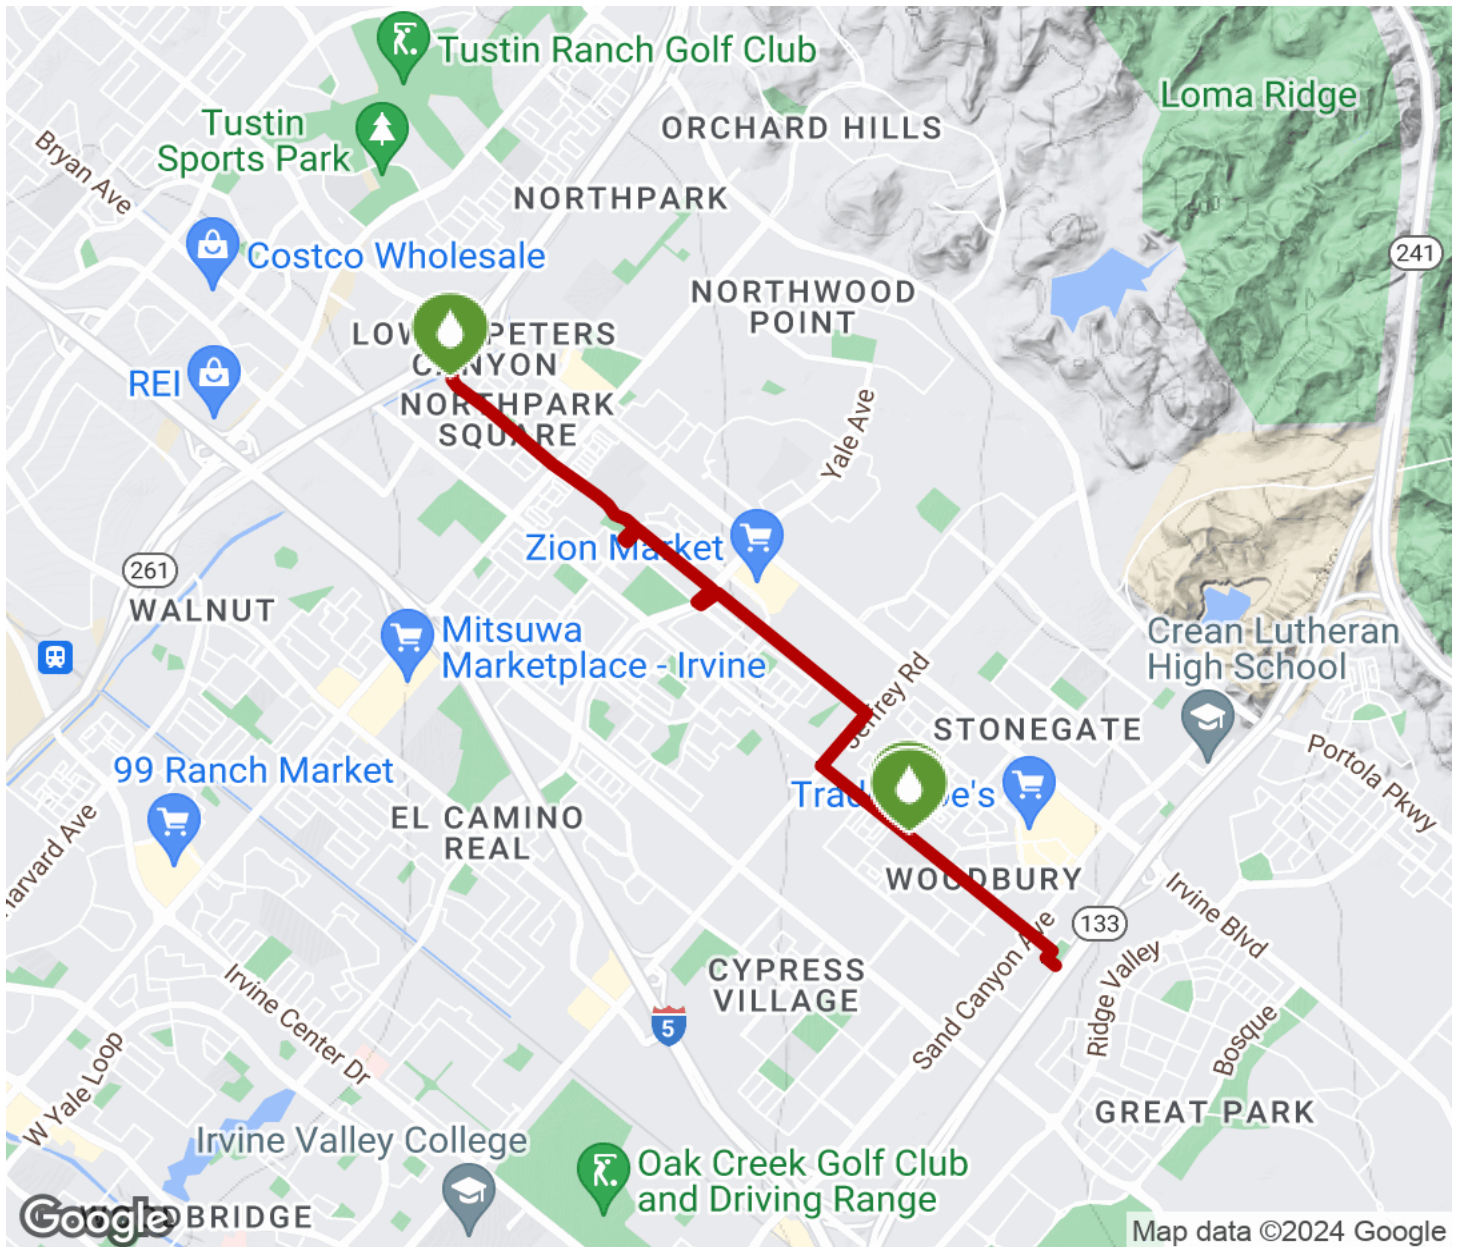 Tustin Ranch Golf Club
Loma Ridge
Tustin
Sports Park
ORCHARD HILLS
Bryan Ave
NORTHPARK
Costco Wholesale
241
NORTHWOOD
POINT
PETERS
REI
NORTHPARK
SQUARE
Yale Ave
Zion Market
261
WALNUT
Mitsuwa
Marketplace - Irvine
Crean Lutheran
High School
Jeffrey Rd
STONEGATE
Portola Pkwy
99 Ranch Market
EL CAMINO
REAL
Harvard Ave
WOODBURY
Irvine Blvd
133
CYPRESS
VILLAGE
Sand Canyon Ave
Ridge Valley
Bosque
5
Irvine Center Dr
W Yale Loop
GREAT PARK
Irvine Valley College
Oak Creek Golf Club
and Driving Range
Google
Map data ©2024 Google